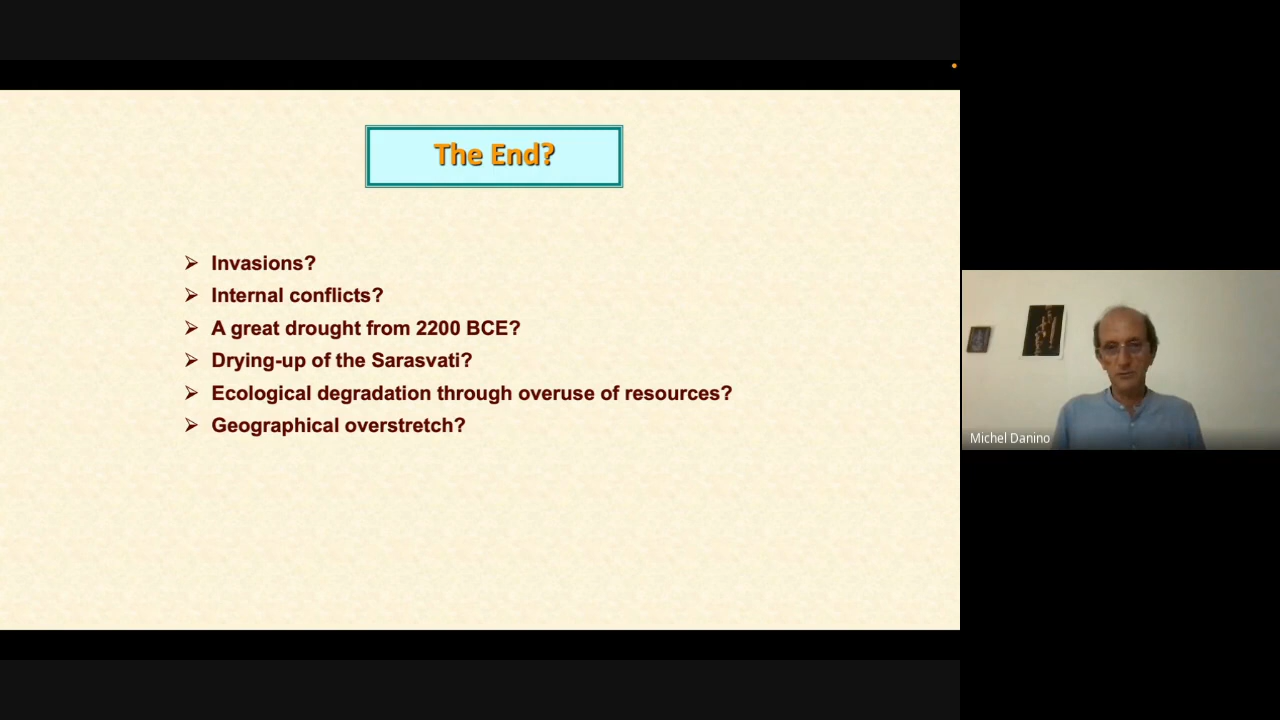 The End?
➢ Invasions?
➢ Internal conflicts?
➢ A great drought from 2200 BCE?
➢ Drying-up of the Sarasvati?
➢ Ecological degradation through overuse of resources?
➢ Geographical overstretch?
Michel Danino